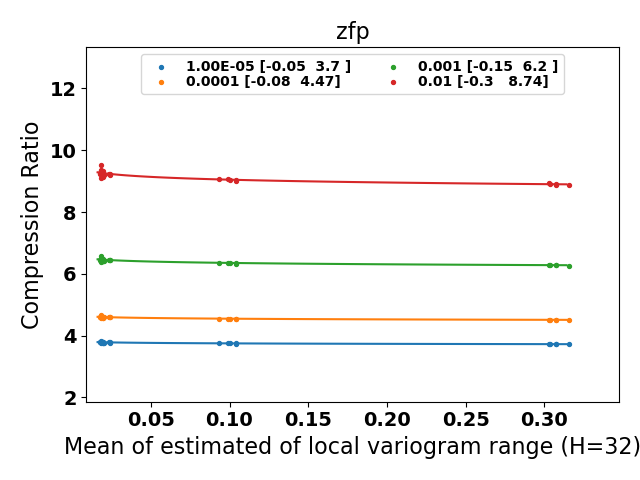 zfp
1.00E-05 [-0.05  3.7 ]
0.0001 [-0.08  4.47]
0.001 [-0.15  6.2 ]
0.01 [-0.3   8.74]
Compression Ratio
12
10
8
6
4
2
0.05 0.10 0.15 0.20 0.25 0.30
Mean of estimated of local variogram range (H=32)